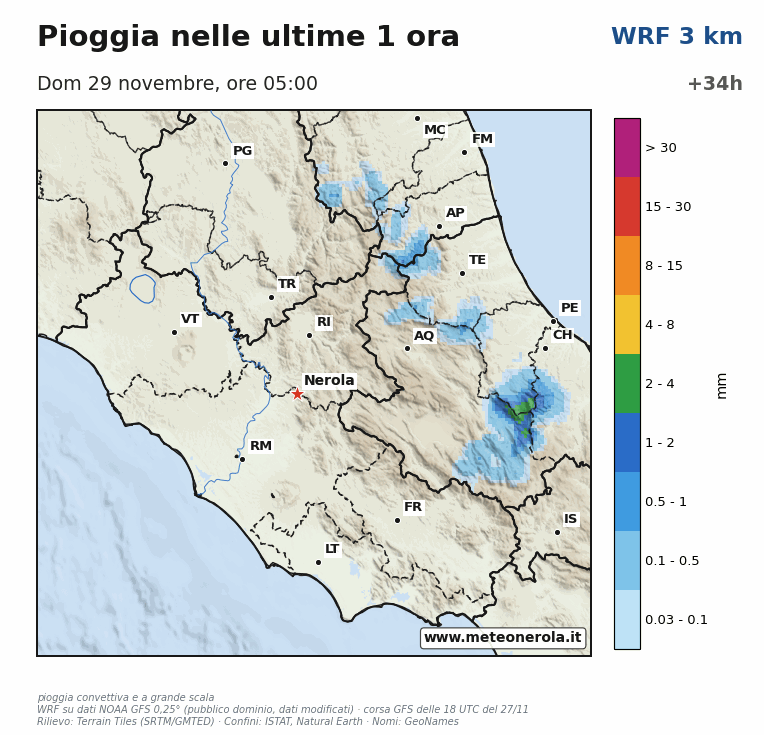 Pioggia nelle ultime 1 ora
WRF 3 km
Dom 29 novembre, ore 05:00
+34h
MC
FM
PG
AP
TE
TR
PE
VT
RI
AQ
CH
Nerola
RM
FR
IS
LT
www.meteonerola.it
> 30
15 - 30
8 - 15
4 - 8
2 - 4
1 - 2
0.5 - 1
0.1 - 0.5
0.03 - 0.1
mm
pioggia convettiva e a grande scala
WRF su dati NOAA GFS 0,25° (pubblico dominio, dati modificati) · corsa GFS delle 18 UTC del 27/11
Rilievo: Terrain Tiles (SRTM/GMTED) · Confini: ISTAT, Natural Earth · Nomi: GeoNames